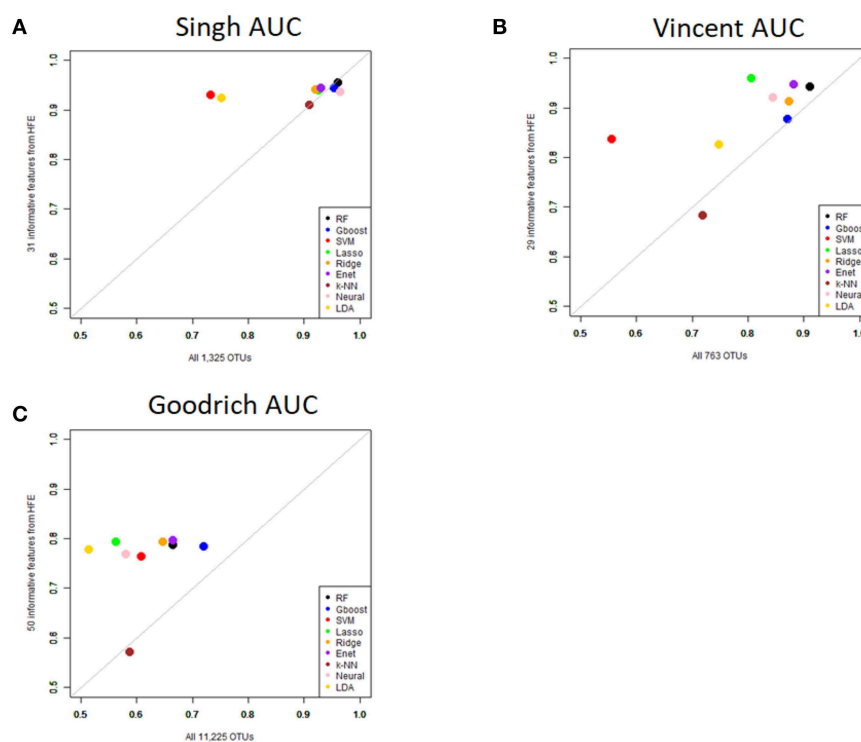 A
Singh AUC
31 informative features from HFE
1.0
0.9
0.8
0.7
0.6
0.5
RF
Gboost
SVM
Lasso
Ridge
Enet
k-NN
Neural
LDA
0.5 0.6 0.7 0.8 0.9 1.0
All 1,325 OTUs
B
Vincent AUC
29 informative features from HFE
1.0
0.9
0.8
0.7
0.6
0.5
RF
Gboost
SVM
Lasso
Ridge
Enet
k-NN
Neural
LDA
0.5 0.6 0.7 0.8 0.9 1.0
All 763 OTUs
C
Goodrich AUC
50 informative features from HFE
1.0
0.9
0.8
0.7
0.6
0.5
RF
Gboost
SVM
Lasso
Ridge
Enet
k-NN
Neural
LDA
0.5 0.6 0.7 0.8 0.9 1.0
All 11,225 OTUs